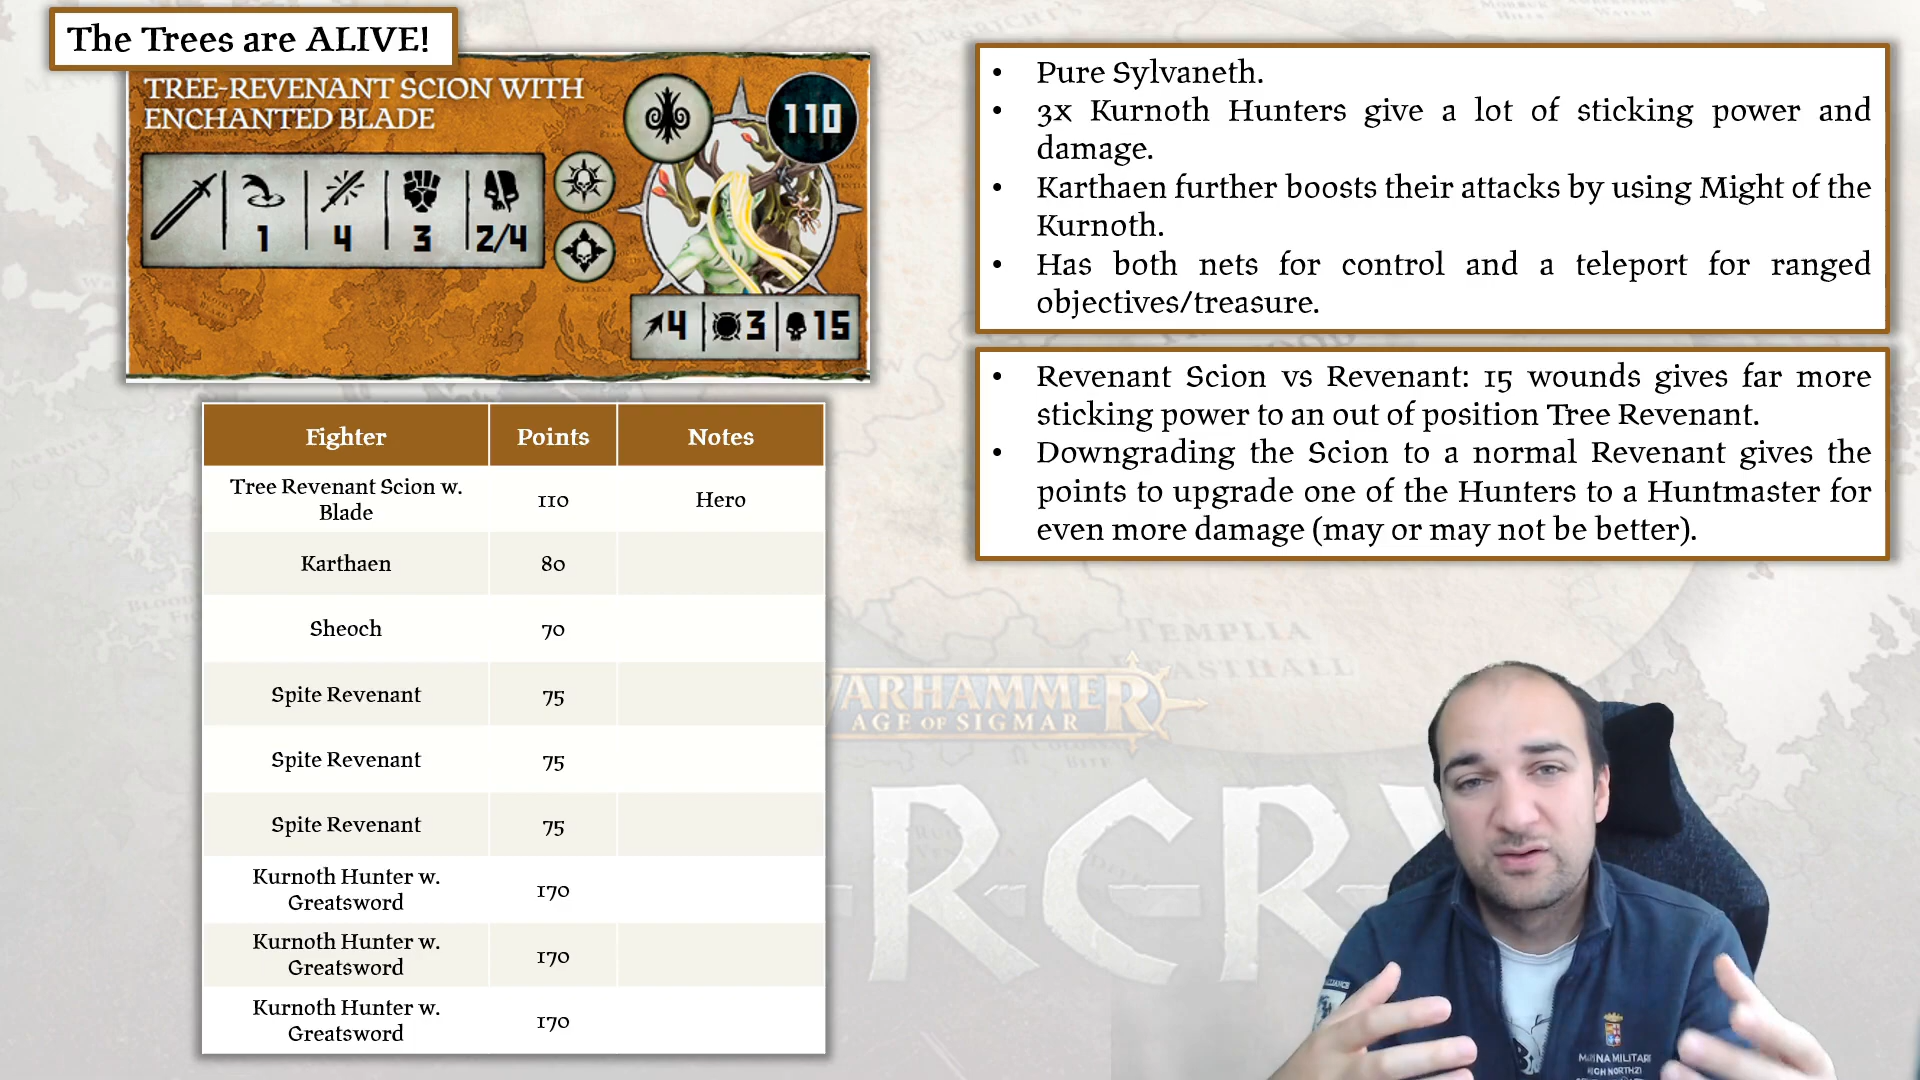 The Trees are ALIVE!
TREE-REVENANT SCION WITH
ENCHANTED BLADE
110
1
4
3
2/4
4
3
15
Fighter Points Notes
Tree Revenant Scion w.
Blade
110 Hero
Karthaen 80
Sheoch 70
Spite Revenant 75
Spite Revenant 75
Spite Revenant 75
Kurnoth Hunter w.
Greatsword
170
Kurnoth Hunter w.
Greatsword
170
Kurnoth Hunter w.
Greatsword
170
• Pure Sylvaneth.
• 3x Kurnoth Hunters give a lot of sticking power and
damage.
• Karthaen further boosts their attacks by using Might of the
Kurnoth.
• Has both nets for control and a teleport for ranged
objectives/treasure.
• Revenant Scion vs Revenant: 15 wounds gives far more
sticking power to an out of position Tree Revenant.
• Downgrading the Scion to a normal Revenant gives the
points to upgrade one of the Hunters to a Huntmaster for
even more damage (may or may not be better).
TEMPLIA
BEASTHALL
WARHAMMER
AGE OF SIGMAR
RCRY
MARINA MILITARE
HIGH NORTH21